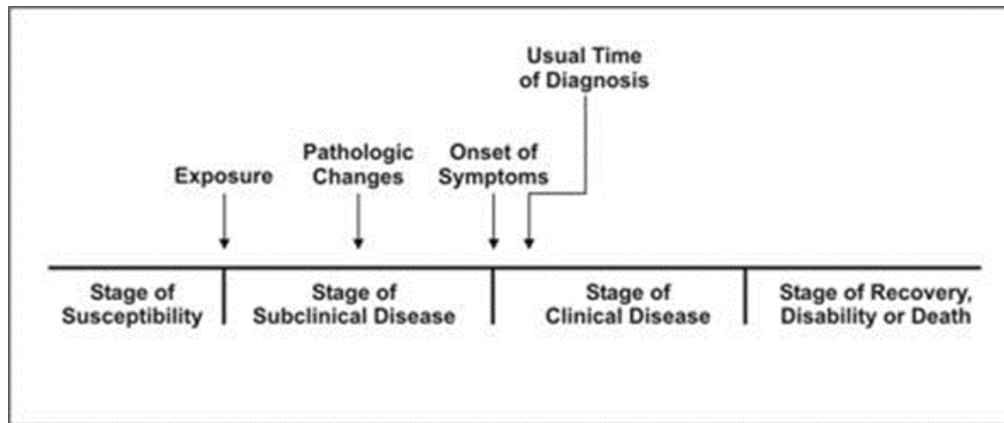 Usual Time
of Diagnosis
Exposure
Pathologic
Changes
Onset of
Symptoms
Stage of
Susceptibility
Stage of
Subclinical Disease
Stage of
Clinical Disease
Stage of Recovery,
Disability or Death